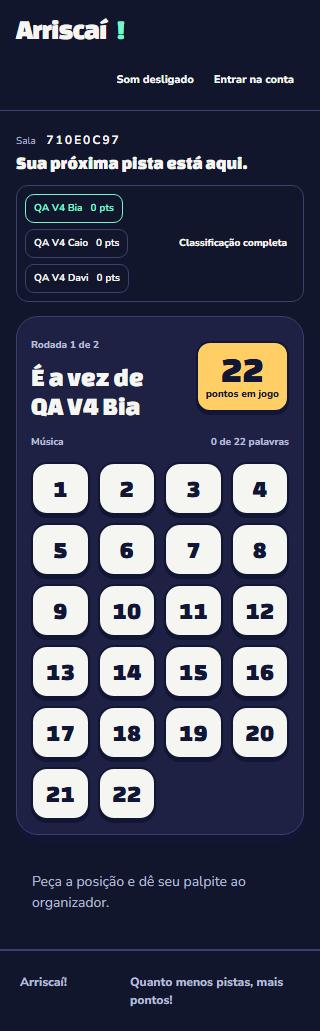 Arriscaí !
Som desligado Entrar na conta
Sala 710E0C97
Sua próxima pista está aqui.
QA V4 Bia 0 pts
QA V4 Caio 0 pts
Classificação completa
QA V4 Davi 0 pts
Rodada 1 de 2
É a vez de
QA V4 Bia
22
pontos em jogo
Música
0 de 22 palavras
1 2 3 4
5 6 7 8
9 10 11 12
13 14 15 16
17 18 19 20
21 22
Peça a posição e dê seu palpite ao
organizador.
Arriscaí!
Quanto menos pistas, mais
pontos!